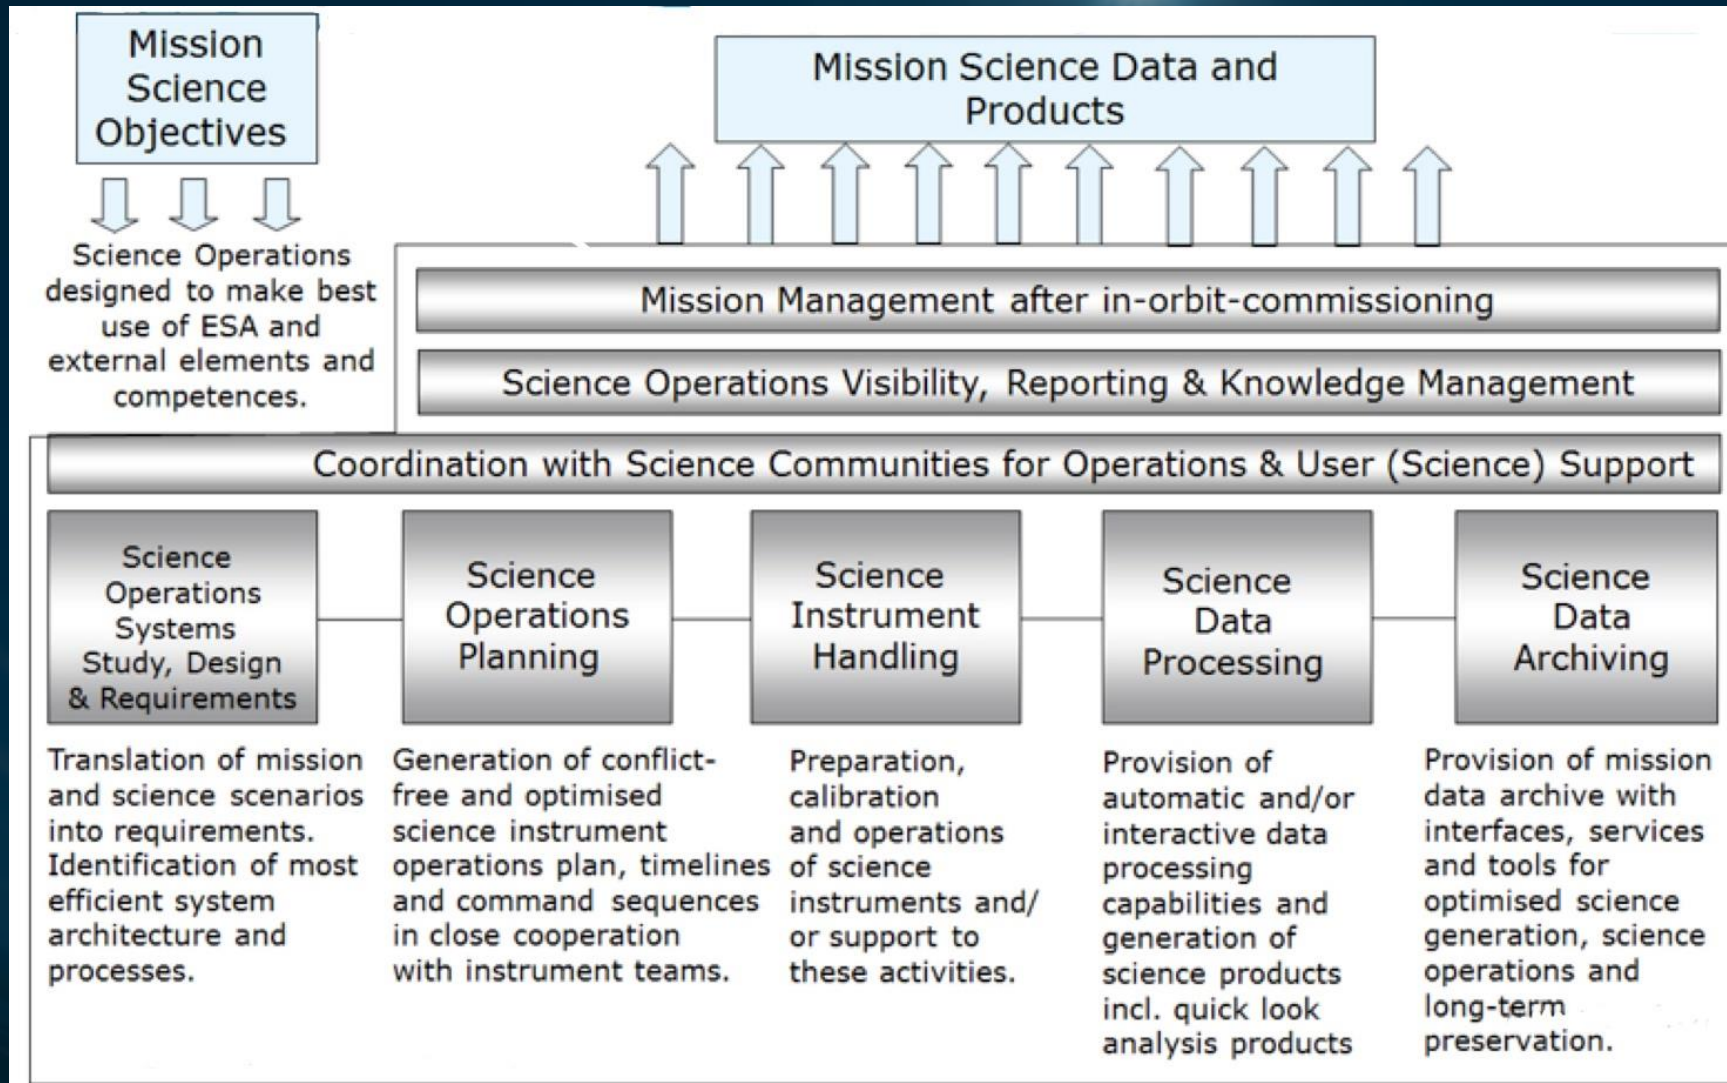 Mission
Science
Objectives
Mission Science Data and
Products
Science Operations
designed to make best
use of ESA and
external elements and
competences.
Mission Management after in-orbit-commissioning
Science Operations Visibility, Reporting & Knowledge Management
Coordination with Science Communities for Operations & User (Science) Support
Science
Operations
Systems
Study, Design
& Requirements
Science
Operations
Planning
Science
Instrument
Handling
Science
Data
Processing
Science
Data
Archiving
Translation of mission
and science scenarios
into requirements.
Identification of most
efficient system
architecture and
processes.
Generation of conflict-
free and optimised
science instrument
operations plan, timelines
and command sequences
in close cooperation
with instrument teams.
Preparation,
calibration
and operations
of science
instruments and/
or support to
these activities.
Provision of
automatic and/or
interactive data
processing
capabilities and
generation of
science products
incl. quick look
analysis products
Provision of mission
data archive with
interfaces, services
and tools for
optimised science
generation, science
operations and
long-term
preservation.